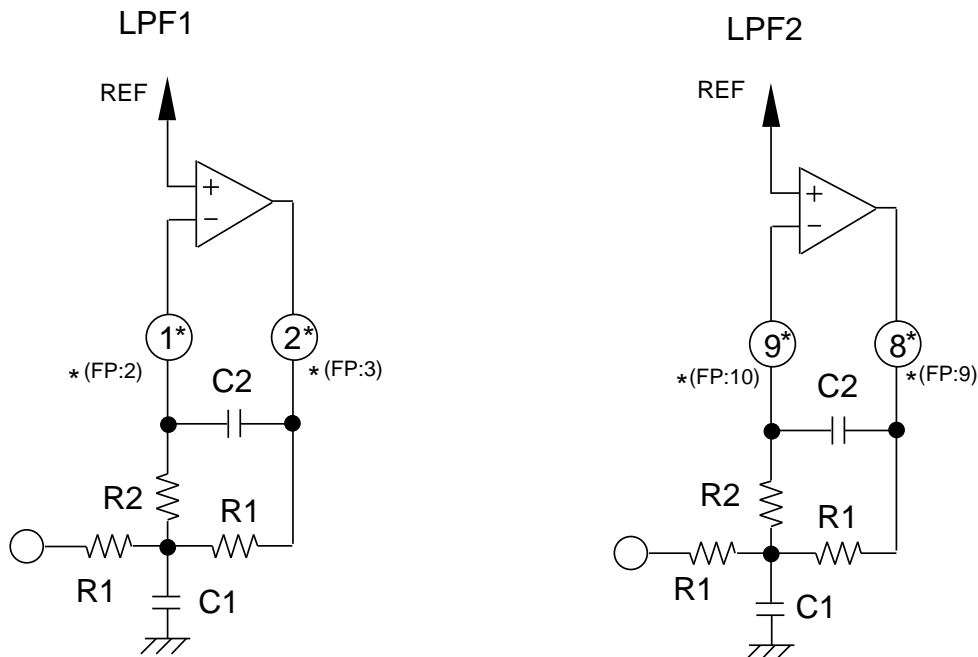 LPF1
REF
+
−
1*
* (FP:2)
2*
* (FP:3)
C2
R2
R1
R1
C1
LPF2
REF
+
−
9*
*(FP:10)
8*
*(FP:9)
C2
R2
R1
R1
C1